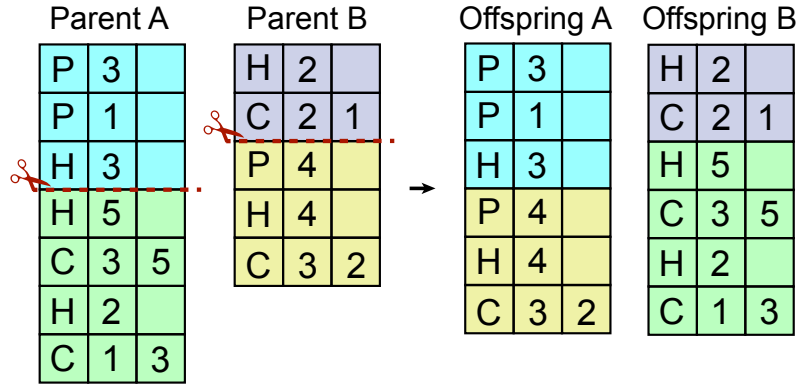 Parent A
P 3
P 1
H 3
H 5
C 3 5
H 2
C 1 3
Parent B
H 2
C 2 1
P 4
H 4
C 3 2
Offspring A
P 3
P 1
H 3
P 4
H 4
C 3 2
Offspring B
H 2
C 2 1
H 5
C 3 5
H 2
C 1 3